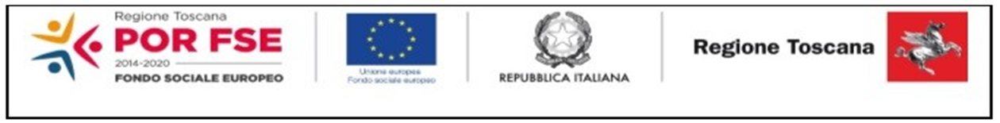 Regione Toscana
POR FSE
2014-2020
FONDO SOCIALE EUROPEO
Unione europea
Fondo sociale europeo
REPUBBLICA ITALIANA
Regione Toscana